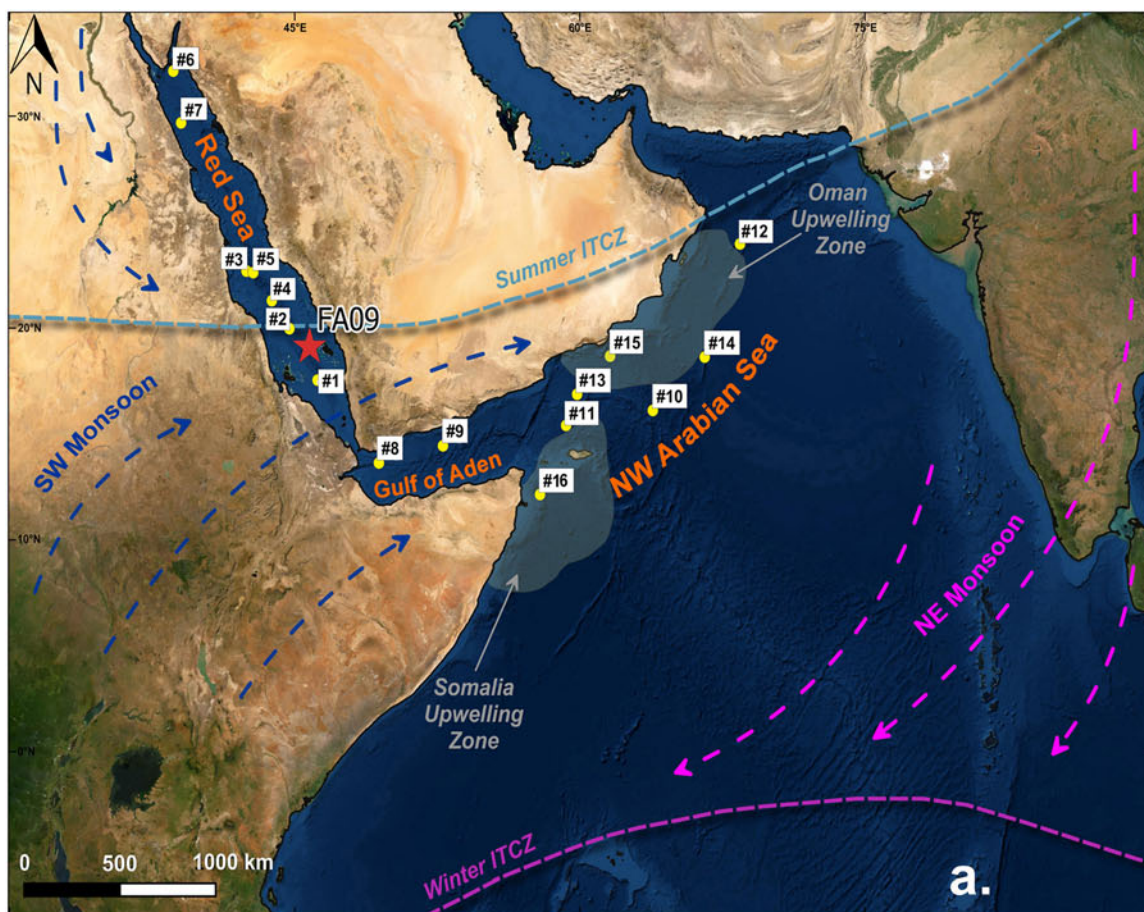 45°E
60°E
75°E
N
30°N
20°N
10°N
0°N
#6
#7
Red Sea
#3
#5
#4
#2
FA09
#1
Summer ITCZ
Oman
Upwelling
Zone
#12
#15
#14
#13
#10
#11
#8
#9
#16
Gulf of Aden
NW Arabian Sea
SW Monsoon
NE Monsoon
Somalia
Upwelling
Zone
Winter ITCZ
0
500
1000 km
a.